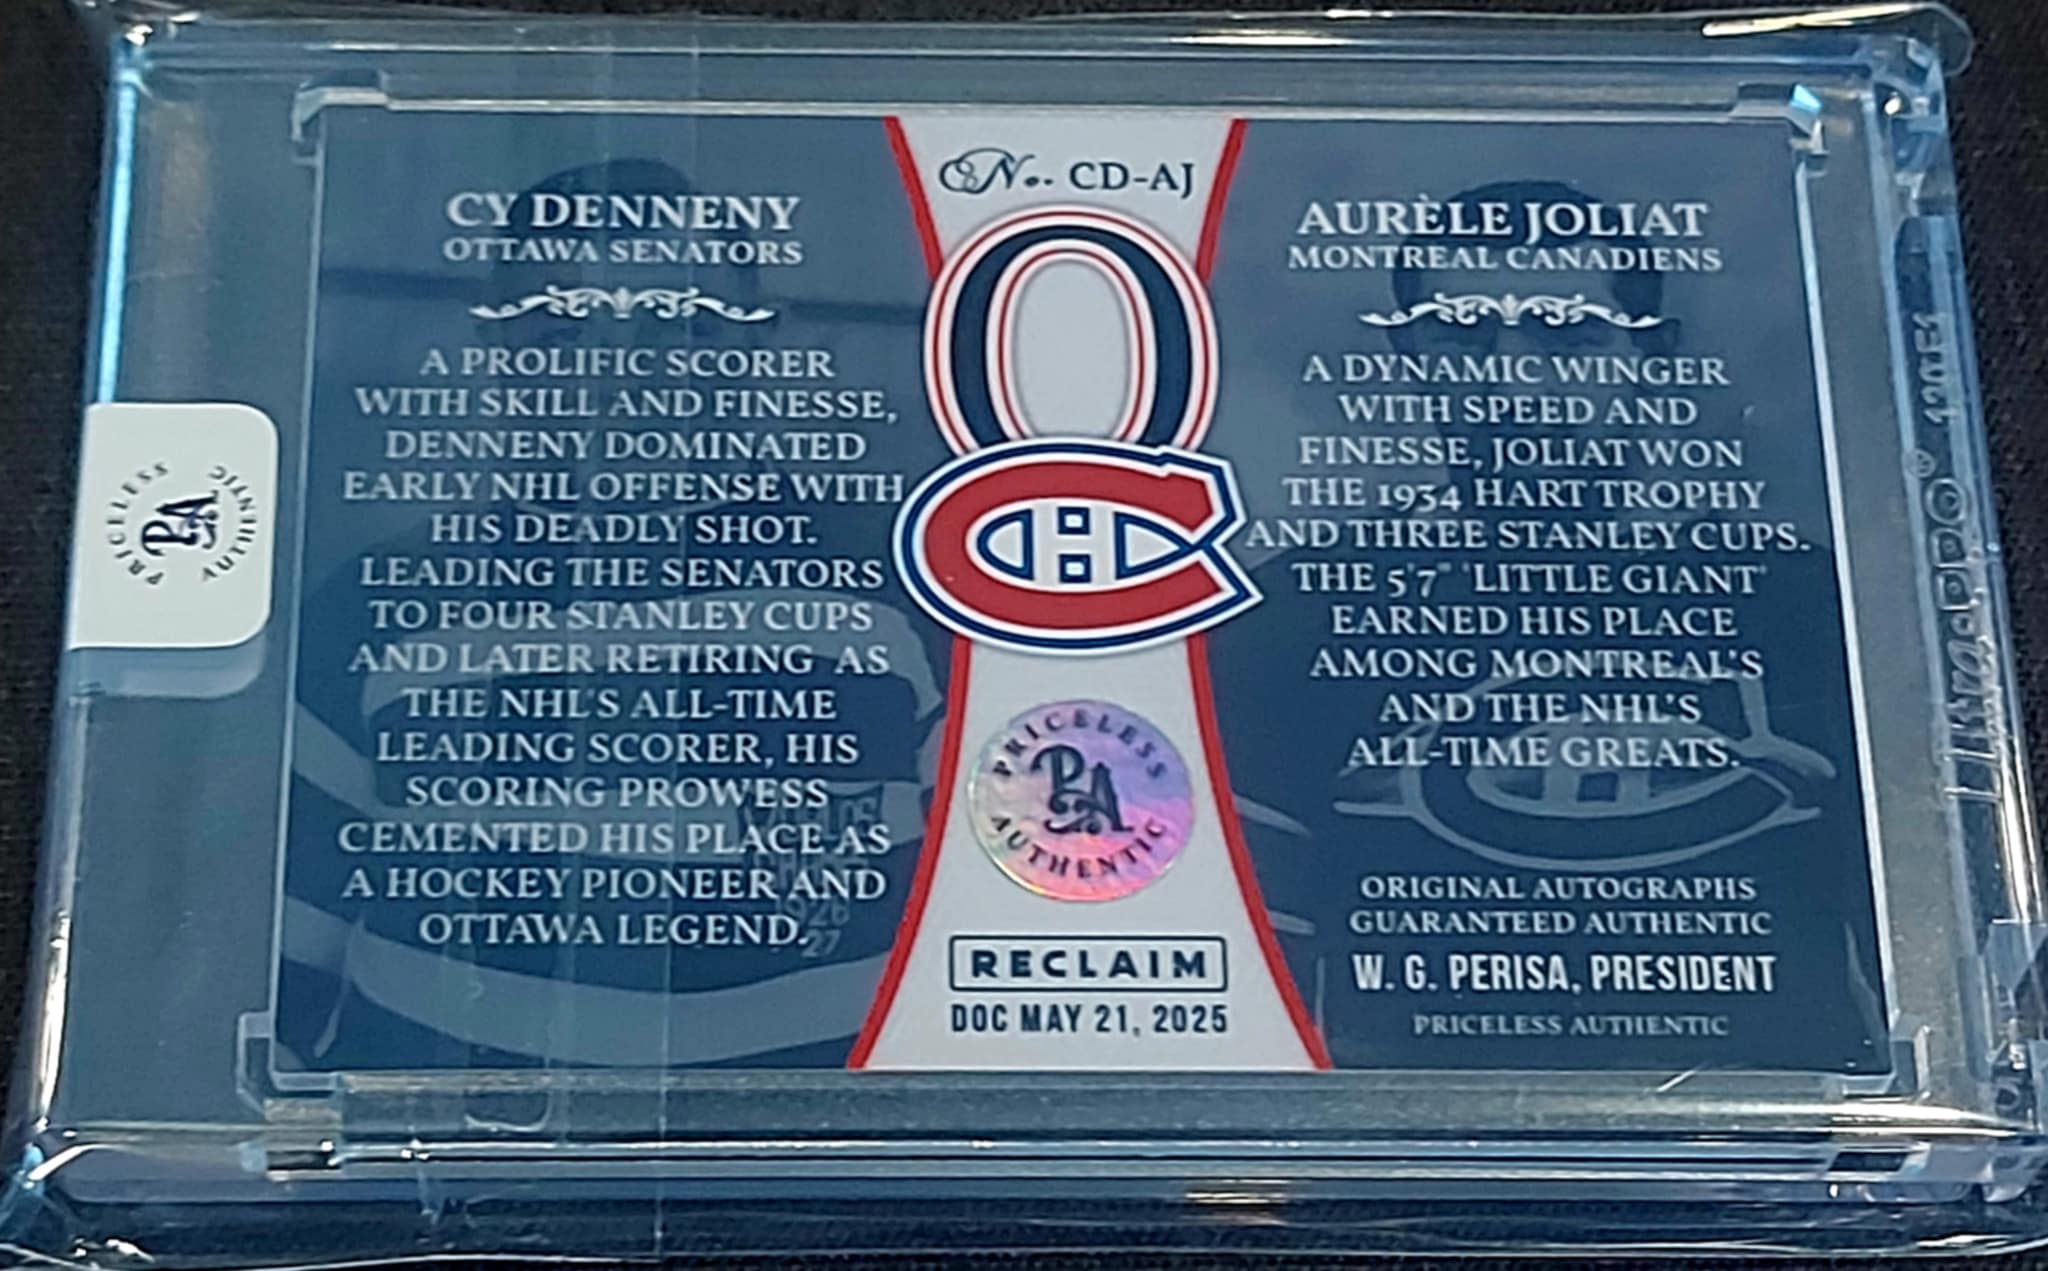 No. CD-AJ
CY DENNENY
OTTAWA SENATORS
A PROLIFIC SCORER
WITH SKILL AND FINESSE,
DENNENY DOMINATED
EARLY NHL OFFENSE WITH
HIS DEADLY SHOT.
LEADING THE SENATORS
TO FOUR STANLEY CUPS
AND LATER RETIRING AS
THE NHL'S ALL-TIME
LEADING SCORER, HIS
SCORING PROWESS
CEMENTED HIS PLACE AS
A HOCKEY PIONEER AND
OTTAWA LEGEND.
AURÈLE JOLIAT
MONTREAL CANADIENS
A DYNAMIC WINGER
WITH SPEED AND
FINESSE, JOLIAT WON
THE 1934 HART TROPHY
AND THREE STANLEY CUPS.
THE 5'7" 'LITTLE GIANT'
EARNED HIS PLACE
AMONG MONTREAL'S
AND THE NHL'S
ALL-TIME GREATS.
ORIGINAL AUTOGRAPHS
GUARANTEED AUTHENTIC
W. G. PERISA, PRESIDENT
PRICELESS AUTHENTIC
O
CH
PRICELESS
PA
AUTHENTIC
RECLAIM
DOC MAY 21, 2025
PRICELESS
PA
AUTHENTIC